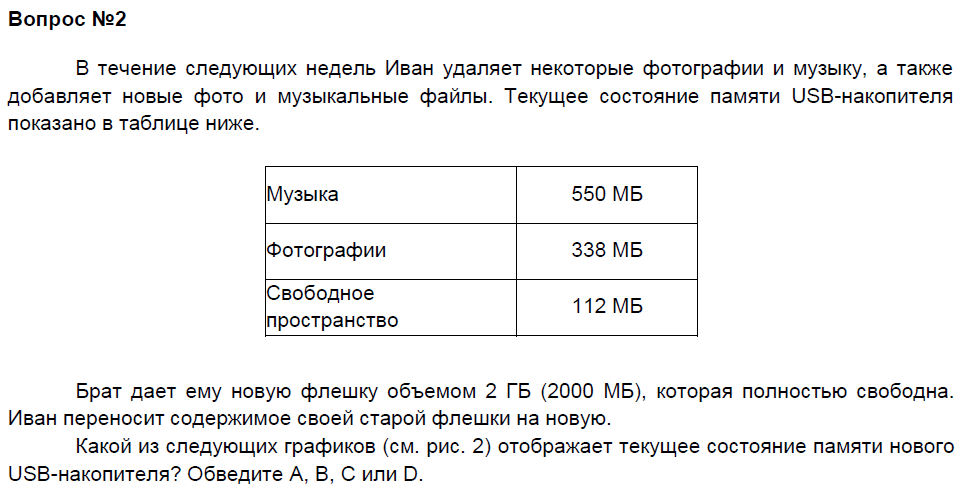 Вопрос №2
В течение следующих недель Иван удаляет некоторые фотографии и музыку, а также
добавляет новые фото и музыкальные файлы. Текущее состояние памяти USB-накопителя
показано в таблице ниже.
Музыка 550 МБ
Фотографии 338 МБ
Свободное
пространство 112 МБ
Брат дает ему новую флешку объемом 2 ГБ (2000 МБ), которая полностью свободна.
Иван переносит содержимое своей старой флешки на новую.
Какой из следующих графиков (см. рис. 2) отображает текущее состояние памяти нового
USB-накопителя? Обведите A, B, C или D.